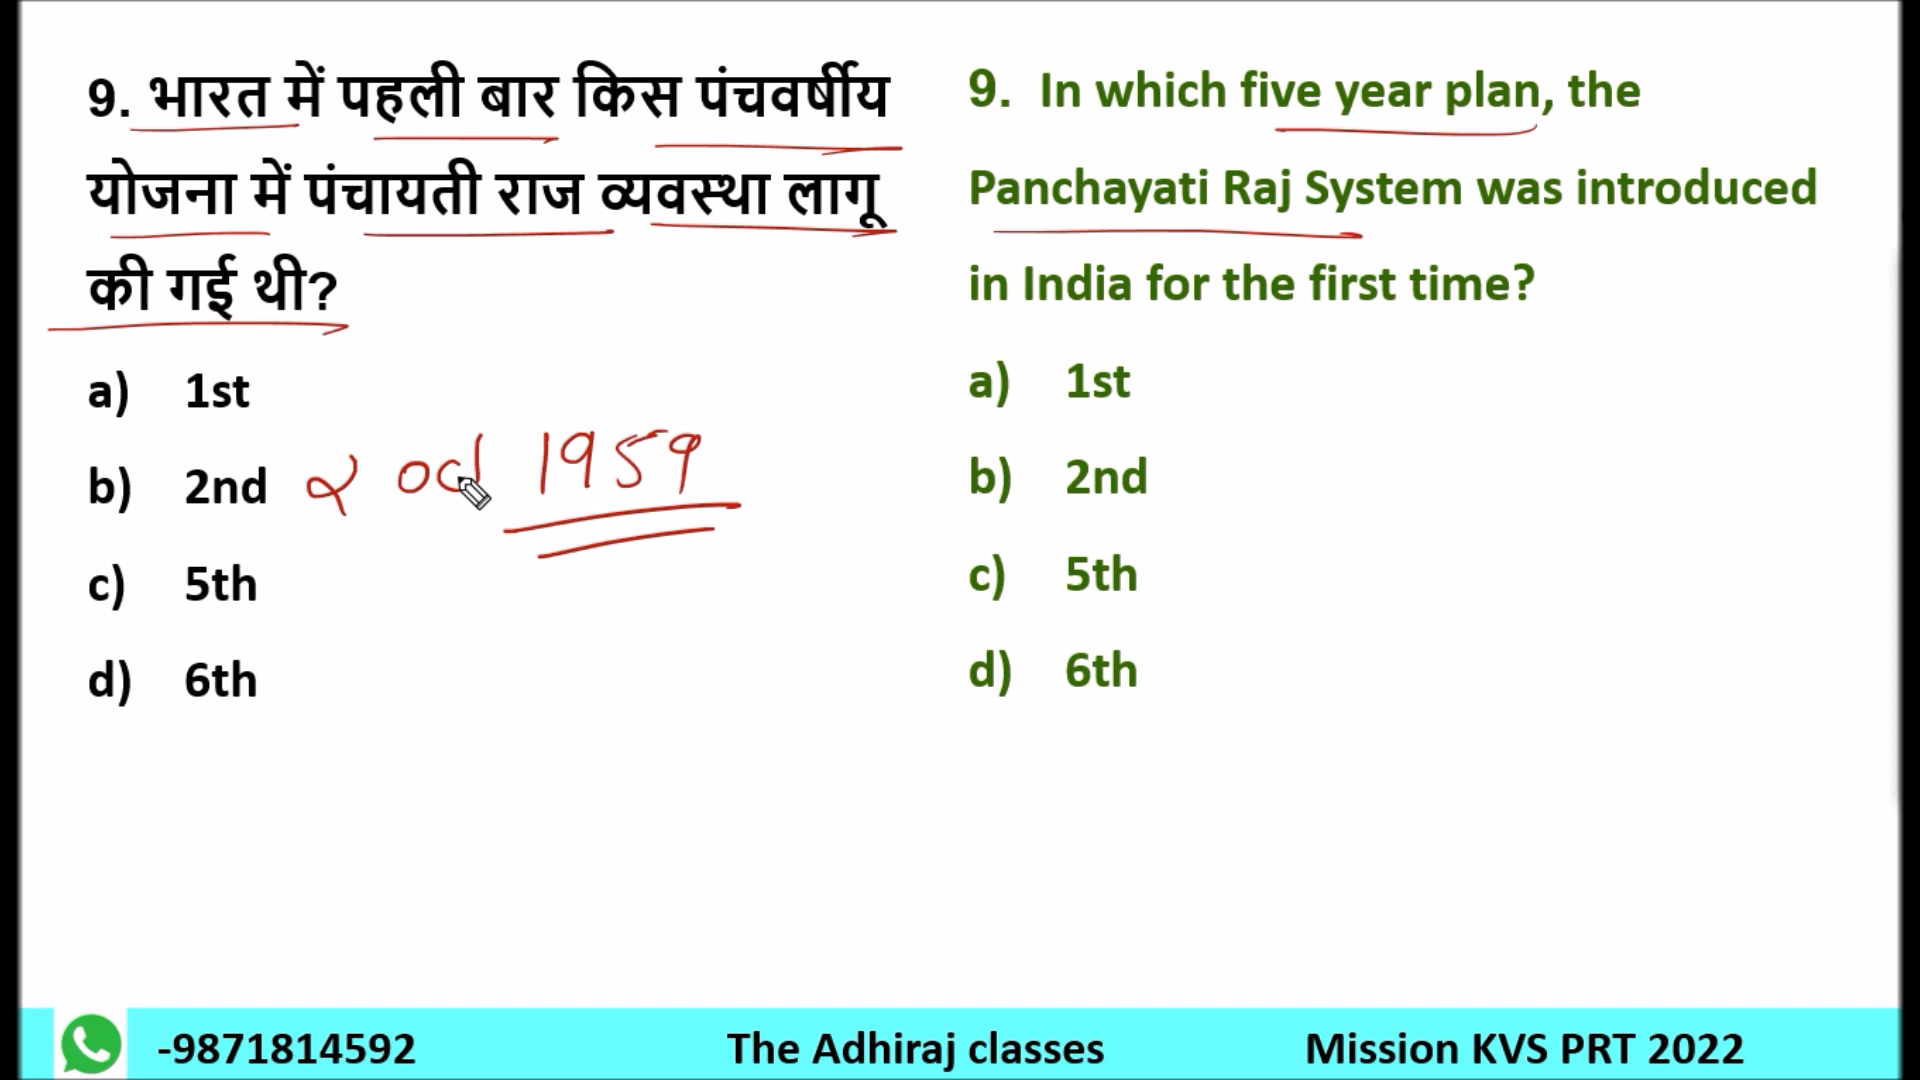 9. भारत में पहली बार किस पंचवर्षीय
योजना में पंचायती राज व्यवस्था लागू
की गई थी?
a) 1st
b) 2nd 2 oct 1959
c) 5th
d) 6th
9. In which five year plan, the
Panchayati Raj System was introduced
in India for the first time?
a) 1st
b) 2nd
c) 5th
d) 6th
-9871814592 The Adhiraj classes Mission KVS PRT 2022